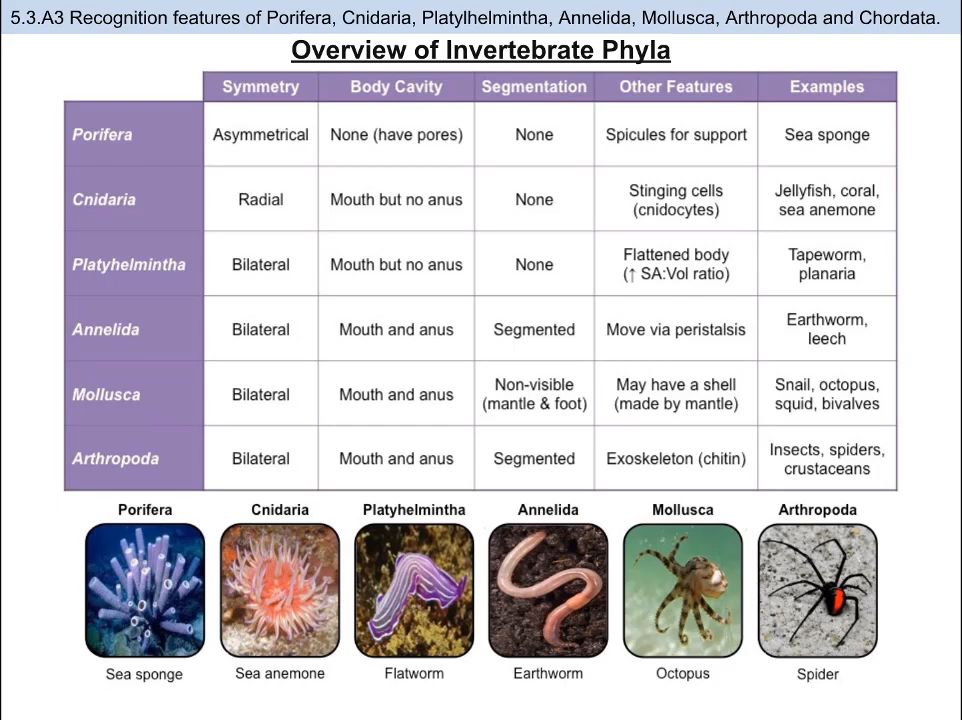 5.3.A3 Recognition features of Porifera, Cnidaria, Platylhelmintha, Annelida, Mollusca, Arthropoda and Chordata.
Overview of Invertebrate Phyla
Symmetry Body Cavity Segmentation Other Features Examples
Porifera Asymmetrical None (have pores) None Spicules for support Sea sponge
Cnidaria Radial Mouth but no anus None Stinging cells (cnidocytes) Jellyfish, coral, sea anemone
Platyhelmintha Bilateral Mouth but no anus None Flattened body (↑ SA:Vol ratio) Tapeworm, planaria
Annelida Bilateral Mouth and anus Segmented Move via peristalsis Earthworm, leech
Mollusca Bilateral Mouth and anus Non-visible (mantle & foot) May have a shell (made by mantle) Snail, octopus, squid, bivalves
Arthropoda Bilateral Mouth and anus Segmented Exoskeleton (chitin) Insects, spiders, crustaceans
Porifera Cnidaria Platyhelmintha Annelida Mollusca Arthropoda
Sea sponge Sea anemone Flatworm Earthworm Octopus Spider